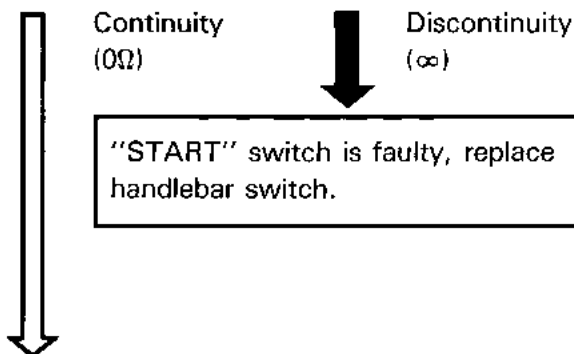 Continuity Discontinuity
(0Ω) (∞)
"START" switch is faulty, replace
handlebar switch.